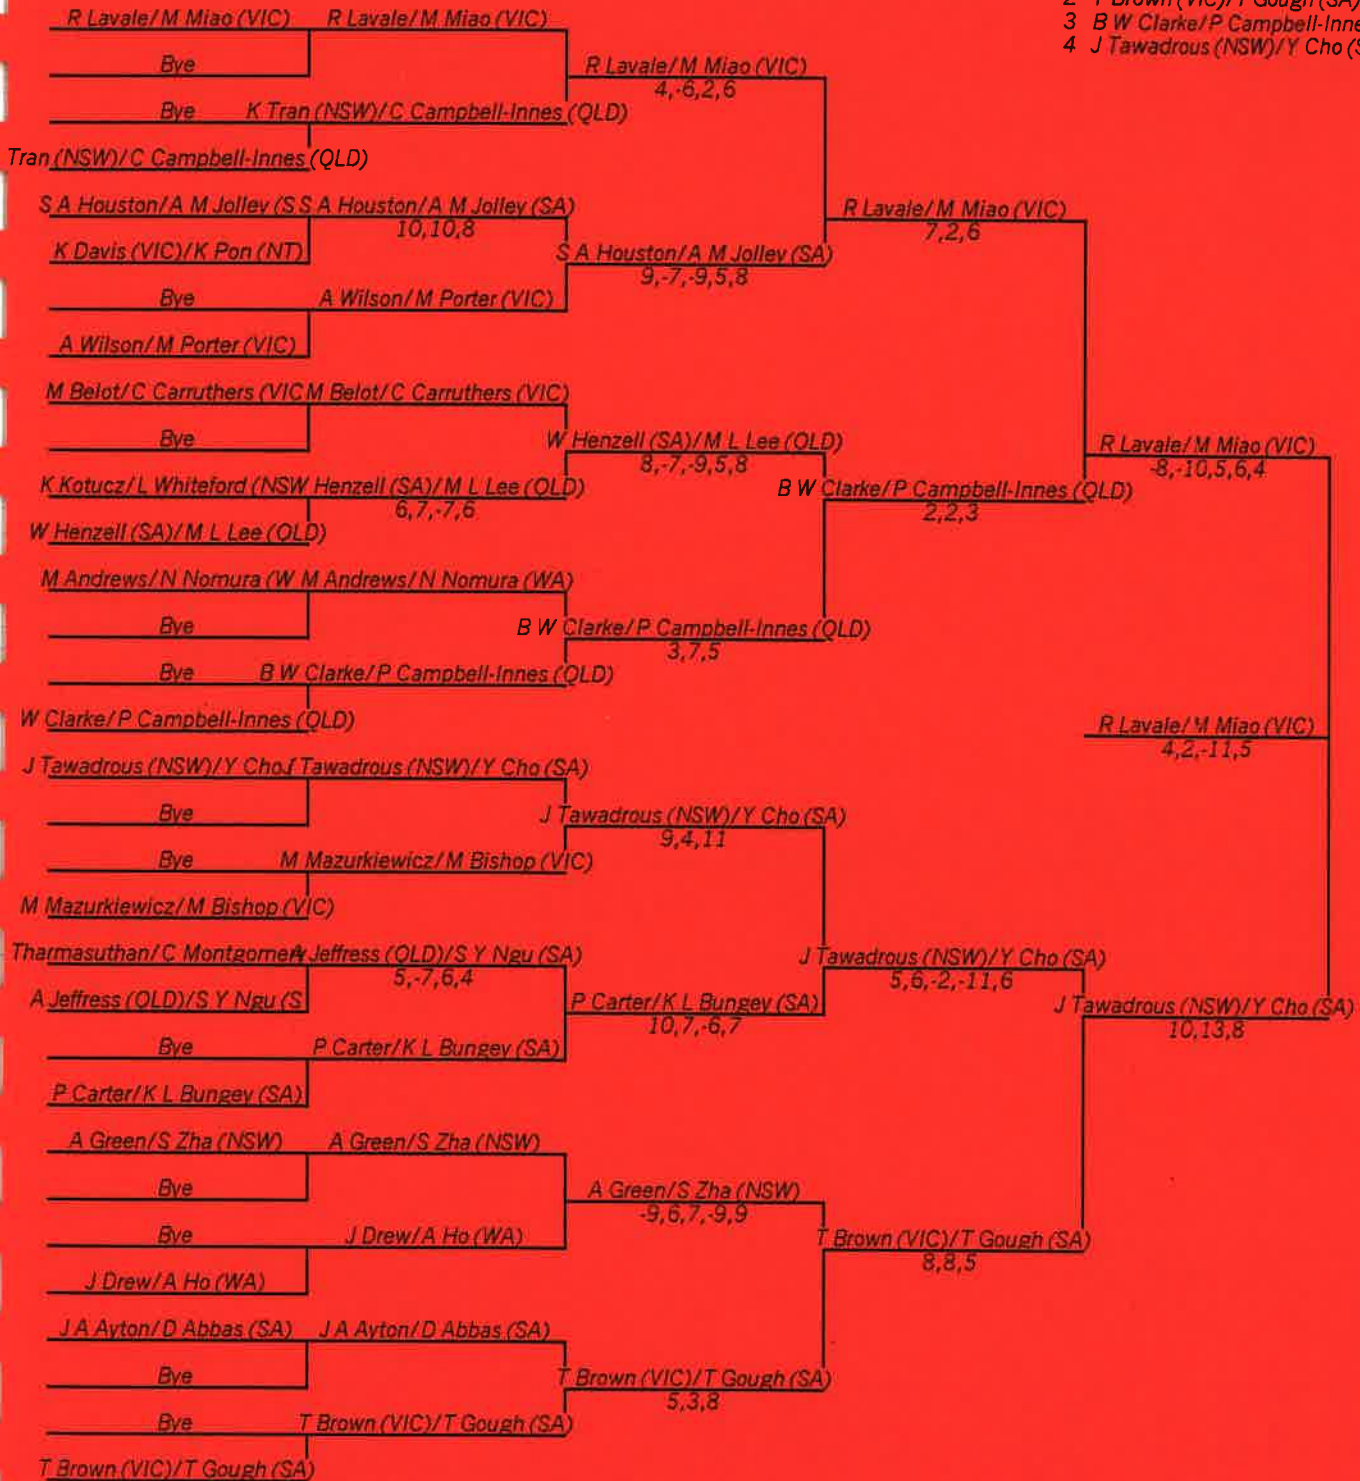 2 T Brown (VIC)/T Gough (SA)
3 B W Clarke/P Campbell-Inne
4 J Tawadrous (NSW)/Y Cho (S
R Lavale/M Miao (VIC)
R Lavale/M Miao (VIC)
Bye
R Lavale/M Miao (VIC)
4,-6,2,6
Bye
K Tran (NSW)/C Campbell-Innes (QLD)
Tran (NSW)/C Campbell-Innes (QLD)
S A Houston/A M Jolley (S
S A Houston/A M Jolley (SA)
10,10,8
R Lavale/M Miao (VIC)
7,2,6
K Davis (VIC)/K Pon (NT)
S A Houston/A M Jolley (SA)
9,-7,-9,5,8
Bye
A Wilson/M Porter (VIC)
A Wilson/M Porter (VIC)
M Belot/C Carruthers (VIC
M Belot/C Carruthers (VIC)
Bye
W Henzell (SA)/M L Lee (QLD)
8,-7,-9,5,8
R Lavale/M Miao (VIC)
-8,-10,5,6,4
K Kotucz/L Whiteford (NSW
Henzell (SA)/M L Lee (QLD)
6,7,-7,6
B W Clarke/P Campbell-Innes (QLD)
2,2,3
W Henzell (SA)/M L Lee (QLD)
M Andrews/N Nomura (W
M Andrews/N Nomura (WA)
Bye
B W Clarke/P Campbell-Innes (QLD)
3,7,5
Bye
B W Clarke/P Campbell-Innes (QLD)
W Clarke/P Campbell-Innes (QLD)
R Lavale/M Miao (VIC)
4,2,-11,5
J Tawadrous (NSW)/Y Cho
J Tawadrous (NSW)/Y Cho (SA)
Bye
J Tawadrous (NSW)/Y Cho (SA)
9,4,11
Bye
M Mazurkiewicz/M Bishop (VIC)
M Mazurkiewicz/M Bishop (VIC)
Tharmasuthan/C Montgomer
A Jeffress (QLD)/S Y Ngu (SA)
5,-7,6,4
J Tawadrous (NSW)/Y Cho (SA)
5,6,-2,-11,6
A Jeffress (QLD)/S Y Ngu (S
P Carter/K L Bungey (SA)
10,7,-6,7
J Tawadrous (NSW)/Y Cho (SA)
10,13,8
Bye
P Carter/K L Bungey (SA)
P Carter/K L Bungey (SA)
A Green/S Zha (NSW)
A Green/S Zha (NSW)
Bye
A Green/S Zha (NSW)
-9,6,7,-9,9
Bye
J Drew/A Ho (WA)
T Brown (VIC)/T Gough (SA)
8,8,5
J Drew/A Ho (WA)
J A Ayton/D Abbas (SA)
J A Ayton/D Abbas (SA)
Bye
T Brown (VIC)/T Gough (SA)
5,3,8
Bye
T Brown (VIC)/T Gough (SA)
T Brown (VIC)/T Gough (SA)